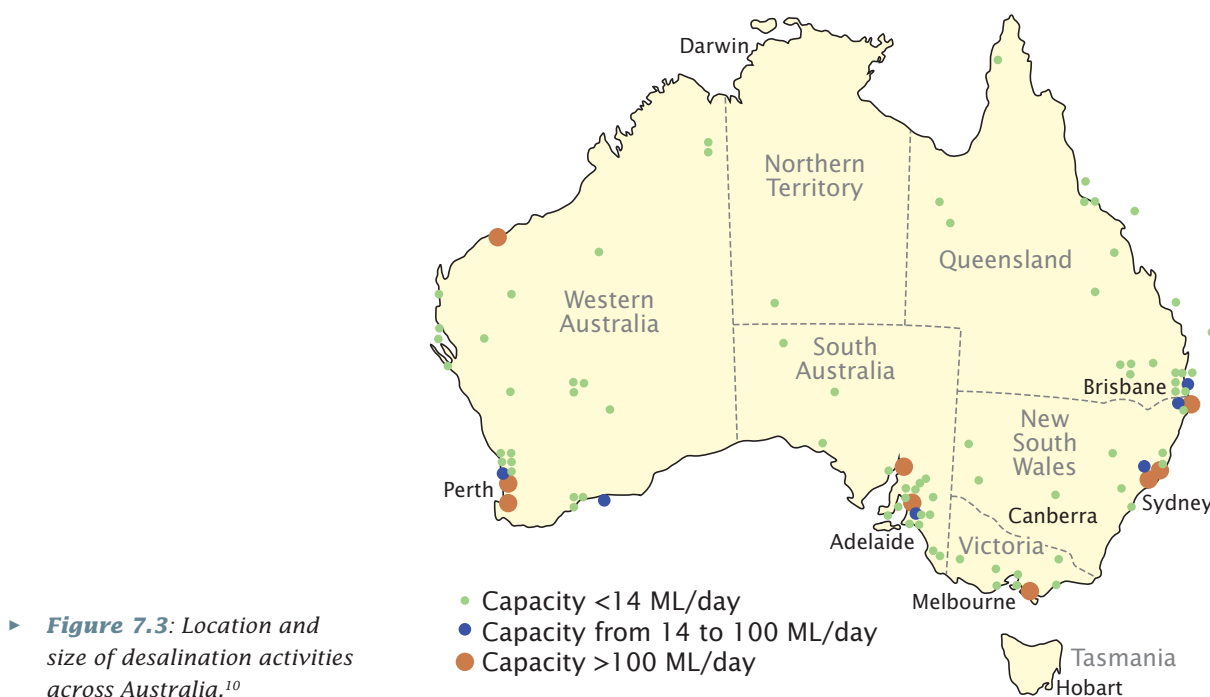 Darwin
Northern
Territory
Queensland
Western
Australia
South
Australia
Brisbane
New
South
Wales
Perth
Sydney
Canberra
Adelaide
Victoria
Melbourne
Capacity <14 ML/day
Capacity from 14 to 100 ML/day
Capacity >100 ML/day
Tasmania
Hobart
► Figure 7.3: Location and
size of desalination activities
across Australia.¹⁰